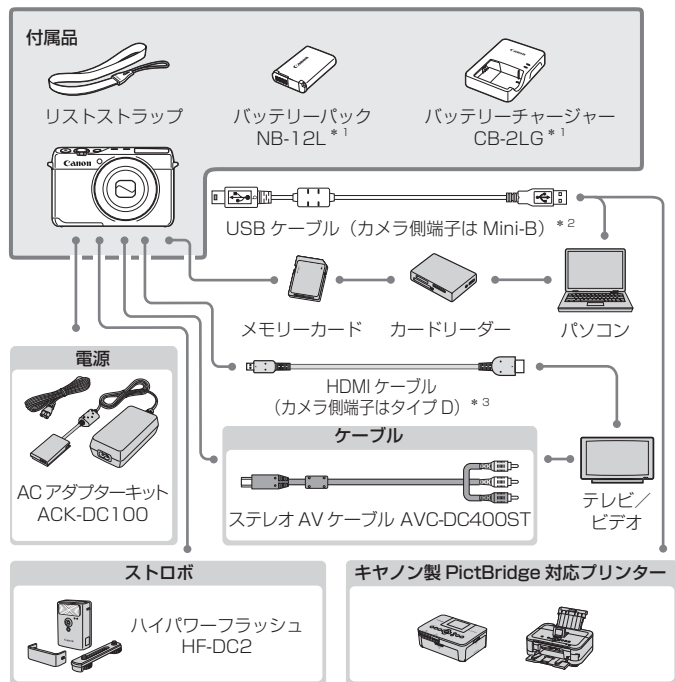 付属品
リストストラップ
バッテリーパック
NB-12L*1
バッテリーチャージャー
CB-2LG*1
Canon
USB ケーブル（カメラ側端子は Mini-B）*2
メモリーカード
カードリーダー
パソコン
電源
HDMI ケーブル
（カメラ側端子はタイプ D）*3
ケーブル
AC アダプターキット
ACK-DC100
ステレオ AV ケーブル AVC-DC400ST
テレビ／
ビデオ
ストロボ
ハイパワーフラッシュ
HF-DC2
キヤノン製 PictBridge 対応プリンター